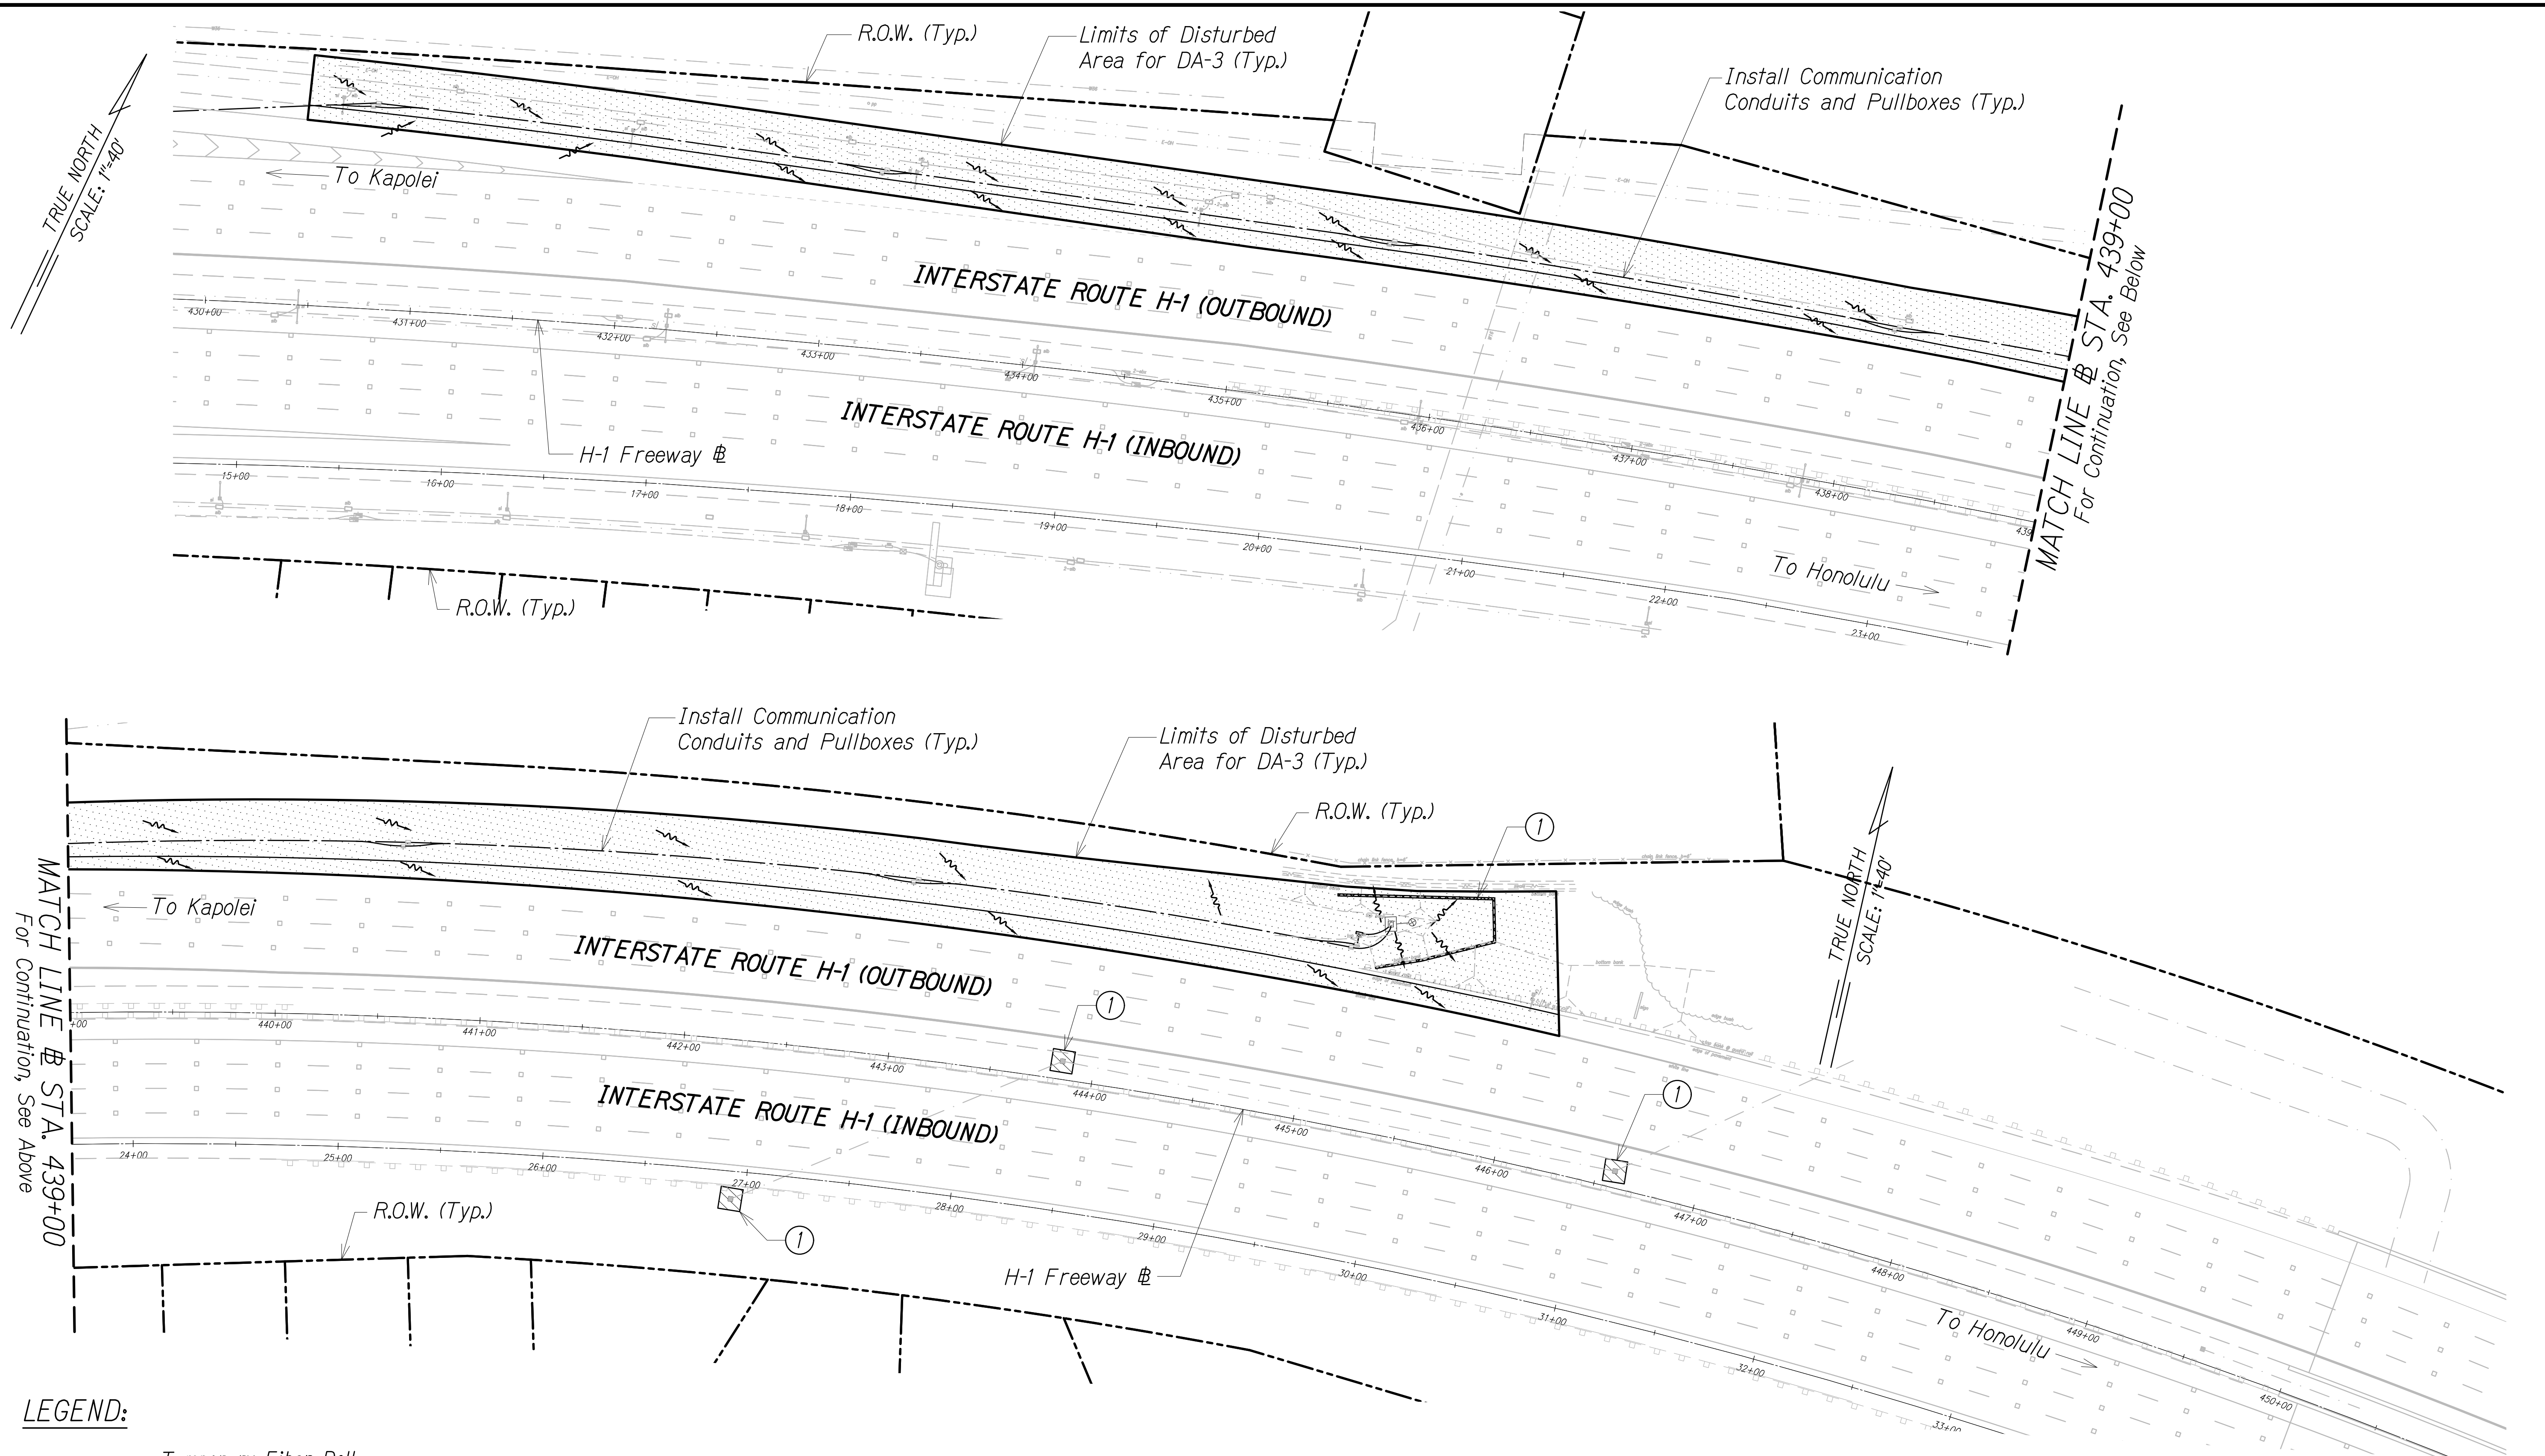 R.O.W. (Typ.)
Limits of Disturbed
Area for DA-3 (Typ.)
Install Communication
Conduits and Pullboxes (Typ.)
TRUE NORTH
SCALE: 1"=40'
To Kapolei
INTERSTATE ROUTE H-1 (OUTBOUND)
430+00
431+00
432+00
433+00
434+00
435+00
436+00
437+00
438+00
439
INTERSTATE ROUTE H-1 (INBOUND)
H-1 Freeway ℄
15+00
16+00
17+00
18+00
19+00
20+00
21+00
22+00
23+00
To Honolulu
R.O.W. (Typ.)
MATCH LINE ℄ STA. 439+00
For Continuation, See Below
Install Communication
Conduits and Pullboxes (Typ.)
Limits of Disturbed
Area for DA-3 (Typ.)
R.O.W. (Typ.)
1
TRUE NORTH
SCALE: 1"=40'
MATCH LINE ℄ STA. 439+00
For Continuation, See Above
To Kapolei
INTERSTATE ROUTE H-1 (OUTBOUND)
1
+00
440+00
441+00
442+00
443+00
444+00
445+00
446+00
447+00
448+00
449+00
450+00
INTERSTATE ROUTE H-1 (INBOUND)
1
24+00
25+00
26+00
27+00
28+00
29+00
30+00
31+00
32+00
33+00
R.O.W. (Typ.)
1
H-1 Freeway ℄
To Honolulu
LEGEND: